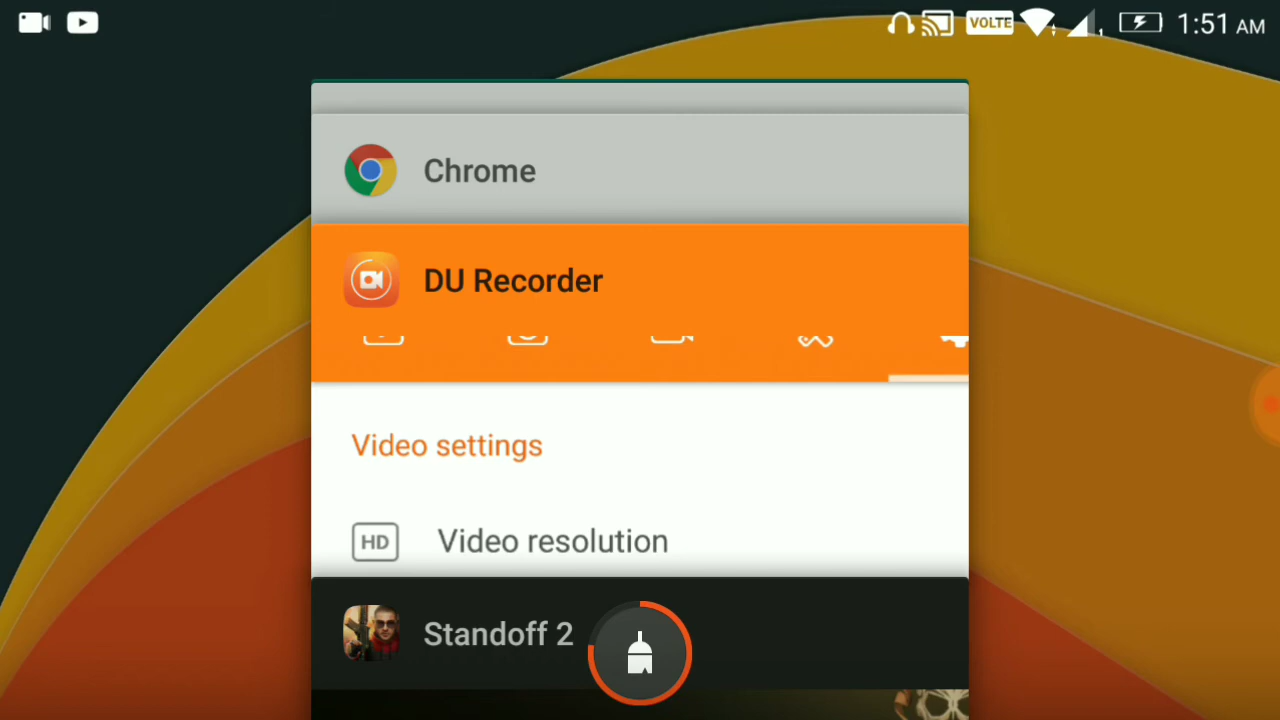 VOLTE
1:51 AM
Chrome
DU Recorder
Video settings
HD
Video resolution
Standoff 2